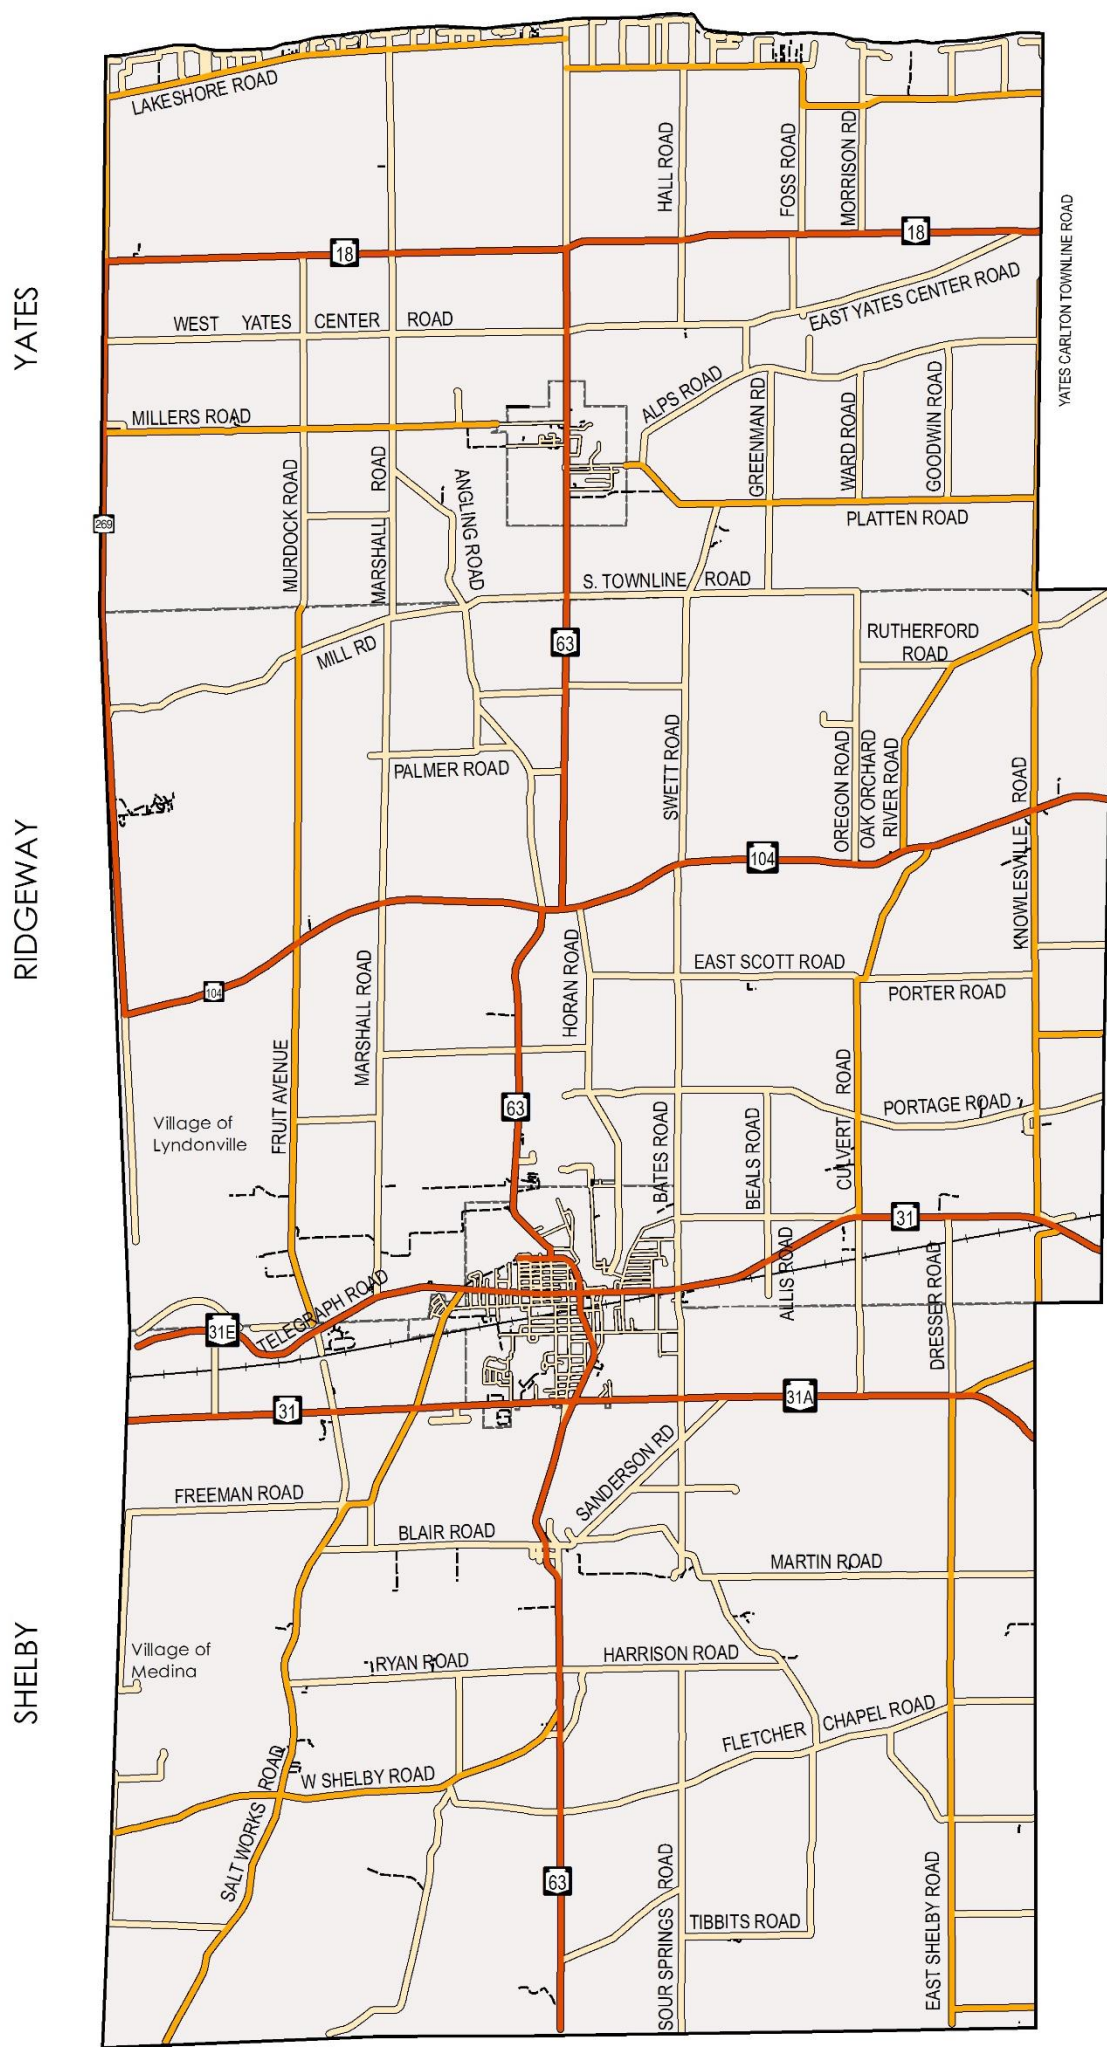 LAKESHORE ROAD
HALL ROAD
FOSS ROAD
MORRISON RD
18
18
YATES CARLTON TOWNLINE ROAD
YATES
WEST YATES CENTER ROAD
EAST YATES CENTER ROAD
MILLERS ROAD
ALPS ROAD
GREENMAN RD
WARD ROAD
GOODWIN ROAD
MURDOCK ROAD
MARSHALL ROAD
ANGLING ROAD
269
PLATTEN ROAD
S. TOWNLINE ROAD
MILL RD
63
RUTHERFORD
ROAD
PALMER ROAD
SWETT ROAD
OREGON ROAD
OAK ORCHARD
RIVER ROAD
KNOWLESVILLE ROAD
RIDGEWAY
104
104
MARSHALL ROAD
HORAN ROAD
EAST SCOTT ROAD
PORTER ROAD
FRUIT AVENUE
63
Village of
Lyndonville
BATES ROAD
BEALS ROAD
CULVERT ROAD
PORTAGE ROAD
31
ALLIS ROAD
DRESSER ROAD
TELEGRAPH ROAD
31E
31
31A
SANDERSON RD
FREEMAN ROAD
BLAIR ROAD
MARTIN ROAD
SHELBY
Village of
Medina
RYAN ROAD
HARRISON ROAD
FLETCHER CHAPEL ROAD
W SHELBY ROAD
SALT WORKS ROAD
63
SOUR SPRINGS ROAD
TIBBITS ROAD
EAST SHELBY ROAD